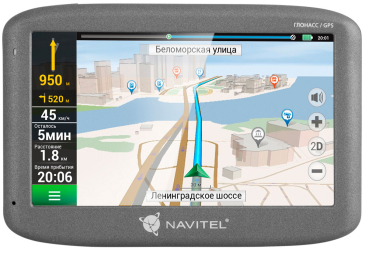 ГЛОНАСС / GPS
20:01
Беломорская улица
950 м
520 м
45 км/ч
Осталось
5мин
Расстояние
1.8 км
Время прибытия
20:06
2D
Ленинградское шоссе
NAVITEL®